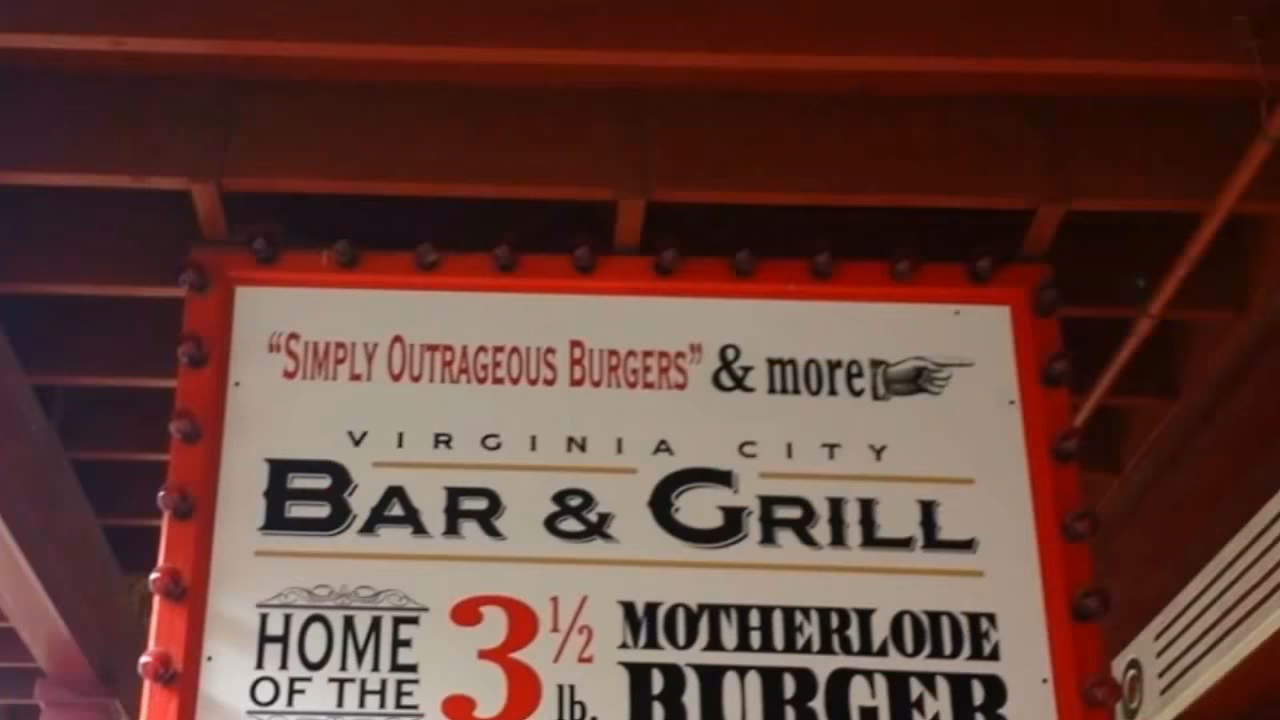 “SIMPLY OUTRAGEOUS BURGERS” & more
VIRGINIA CITY
BAR & GRILL
HOME OF THE
3 1/2 lb.
MOTHERLODE
BURGER